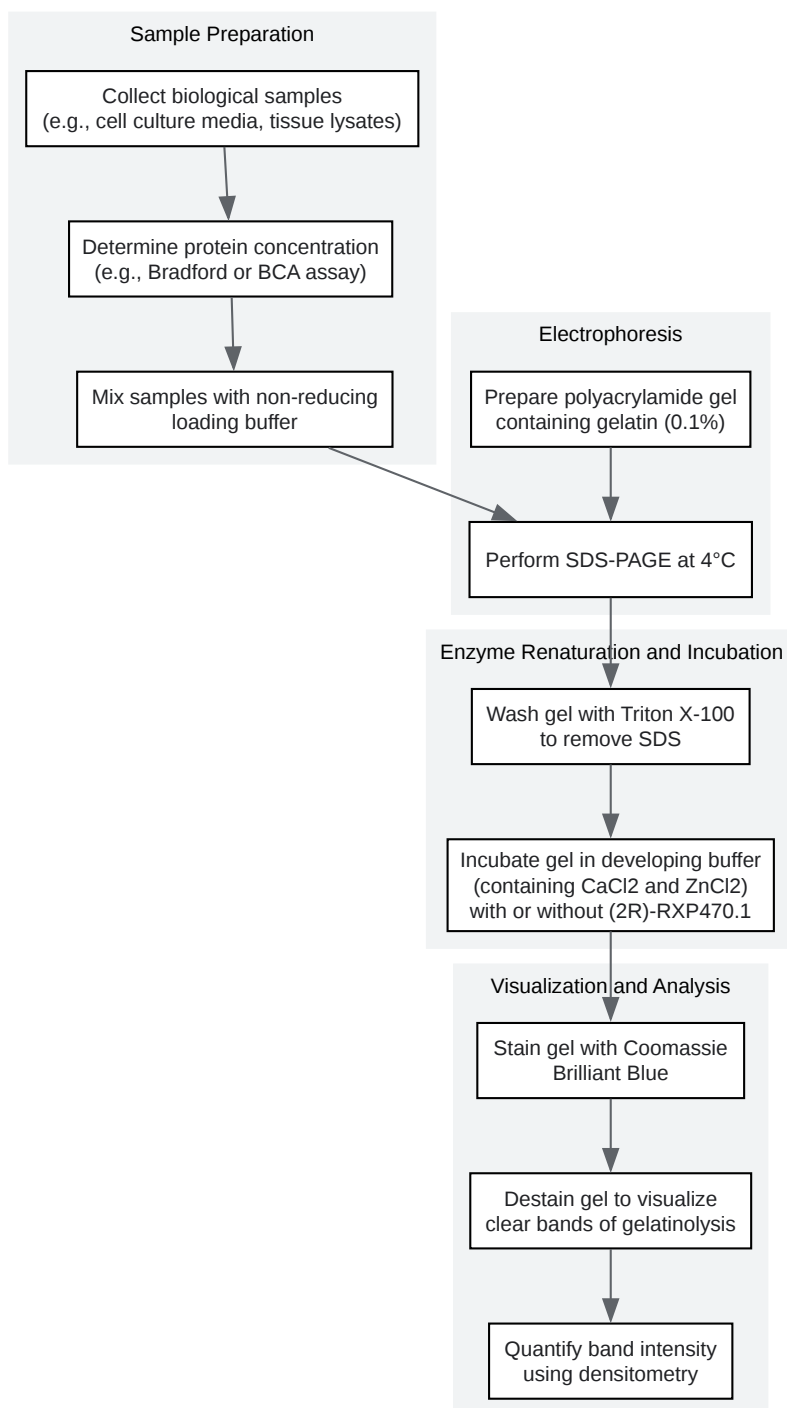 Sample Preparation
Collect biological samples
(e.g., cell culture media, tissue lysates)
Determine protein concentration
(e.g., Bradford or BCA assay)
Mix samples with non-reducing
loading buffer
Electrophoresis
Prepare polyacrylamide gel
containing gelatin (0.1%)
Perform SDS-PAGE at 4°C
Enzyme Renaturation and Incubation
Wash gel with Triton X-100
to remove SDS
Incubate gel in developing buffer
(containing CaCl2 and ZnCl2)
with or without (2R)-RXP470.1
Visualization and Analysis
Stain gel with Coomassie
Brilliant Blue
Destain gel to visualize
clear bands of gelatinolysis
Quantify band intensity
using densitometry